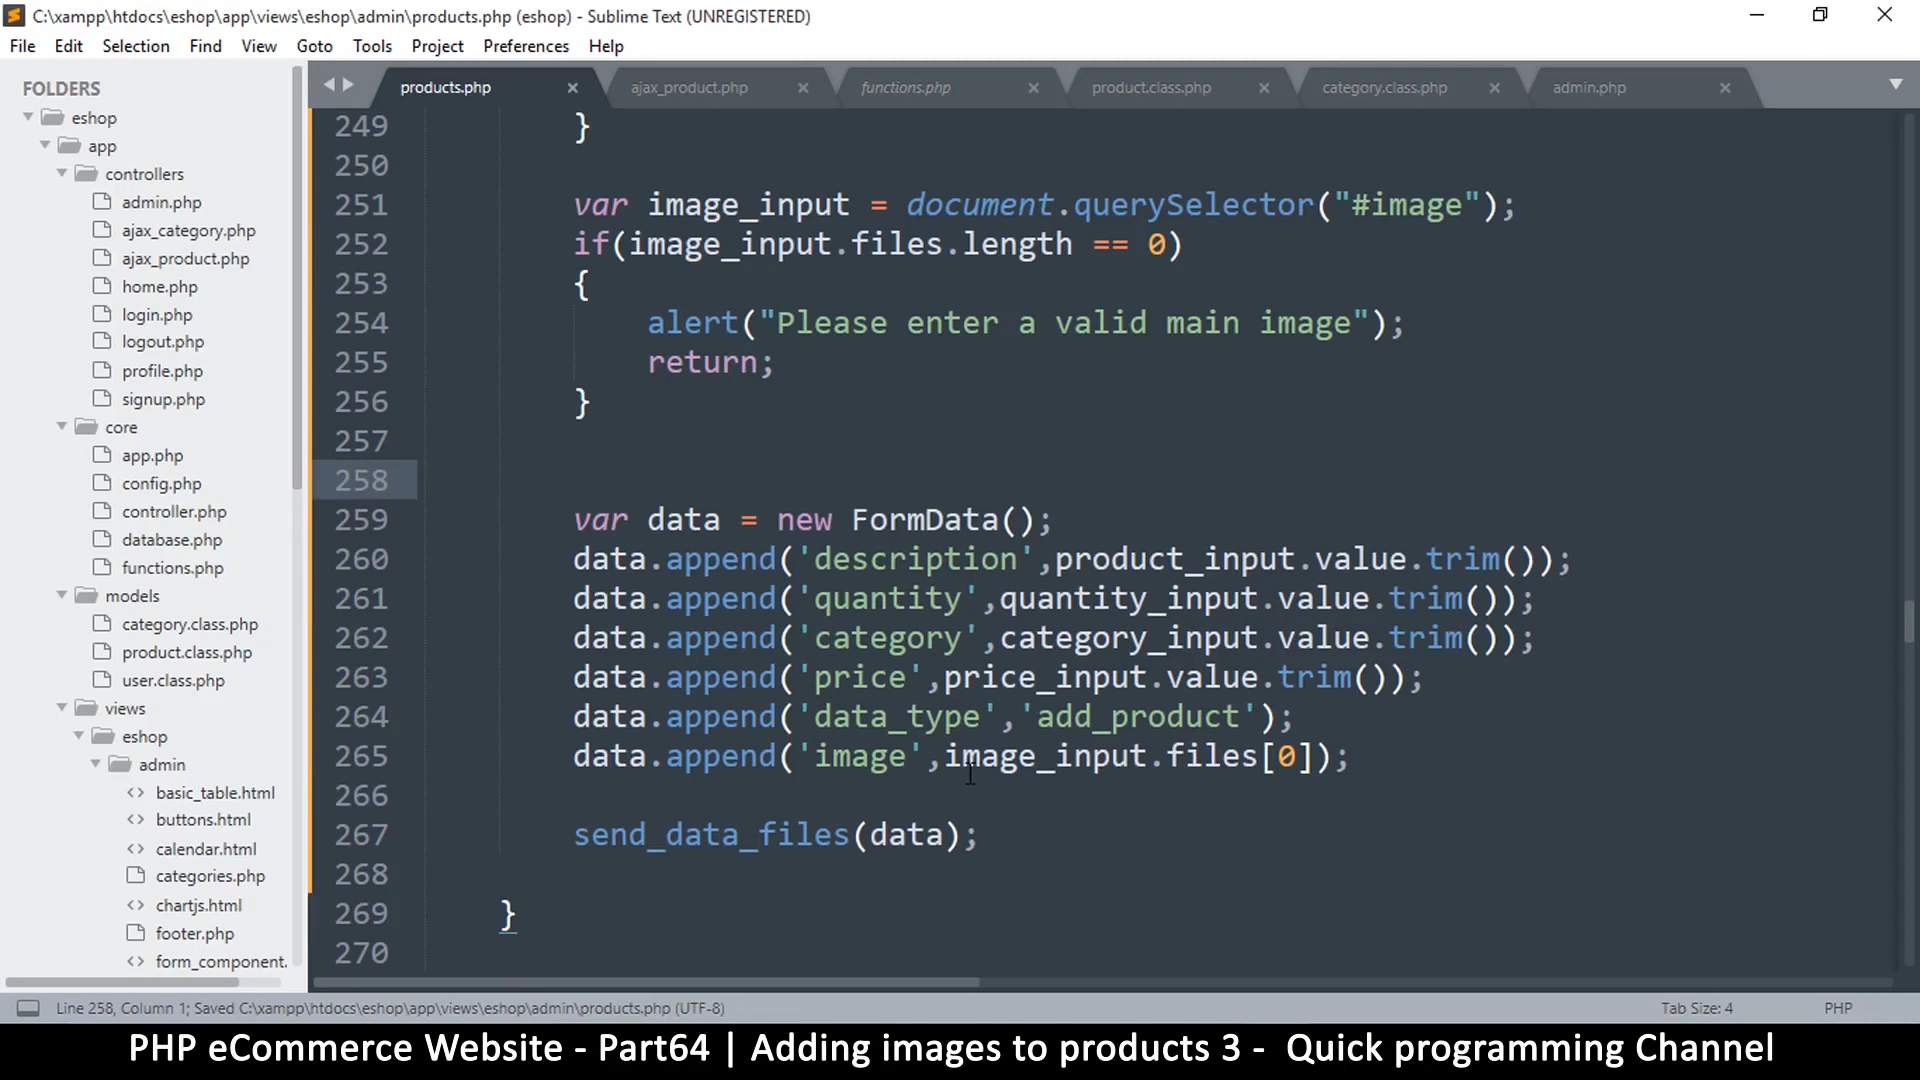 C:\xampp\htdocs\eshop\app\views\eshop\admin\products.php (eshop) - Sublime Text (UNREGISTERED)
File Edit Selection Find View Goto Tools Project Preferences Help
FOLDERS
eshop
app
controllers
admin.php
ajax_category.php
ajax_product.php
home.php
login.php
logout.php
profile.php
signup.php
core
app.php
config.php
controller.php
database.php
functions.php
models
category.class.php
product.class.php
user.class.php
views
eshop
admin
basic_table.html
buttons.html
calendar.html
categories.php
chartjs.html
footer.php
form_component.
products.php ajax_product.php functions.php product.class.php category.class.php admin.php
249 }
250
251 var image_input = document.querySelector("#image");
252 if(image_input.files.length == 0)
253 {
254 alert("Please enter a valid main image");
255 return;
256 }
257
258
259 var data = new FormData();
260 data.append('description',product_input.value.trim());
261 data.append('quantity',quantity_input.value.trim());
262 data.append('category',category_input.value.trim());
263 data.append('price',price_input.value.trim());
264 data.append('data_type','add_product');
265 data.append('image',image_input.files[0]);
266
267 send_data_files(data);
268
269 }
270
Line 258, Column 1; Saved C:\xampp\htdocs\eshop\app\views\eshop\admin\products.php (UTF-8) Tab Size: 4 PHP
PHP eCommerce Website - Part64 | Adding images to products 3 - Quick programming Channel